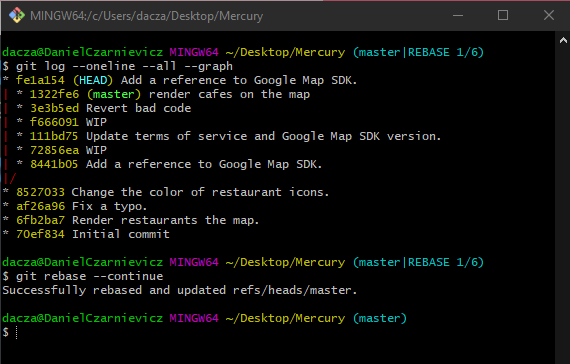 MINGW64:/c/Users/dacza/Desktop/Mercury
dacza@DanielCzarnievicz MINGW64 ~/Desktop/Mercury (master|REBASE 1/6)
$ git log --oneline --all --graph
* fe1a154 (HEAD) Add a reference to Google Map SDK.
| * 1322fe6 (master) render cafes on the map
| * 3e3b5ed Revert bad code
| * f666091 WIP
| * 111bd75 Update terms of service and Google Map SDK version.
| * 72856ea WIP
| * 8441b05 Add a reference to Google Map SDK.
|/
* 8527033 Change the color of restaurant icons.
* af26a96 Fix a typo.
* 6fb2ba7 Render restaurants the map.
* 70ef834 Initial commit
dacza@DanielCzarnievicz MINGW64 ~/Desktop/Mercury (master|REBASE 1/6)
$ git rebase --continue
Successfully rebased and updated refs/heads/master.
dacza@DanielCzarnievicz MINGW64 ~/Desktop/Mercury (master)
$